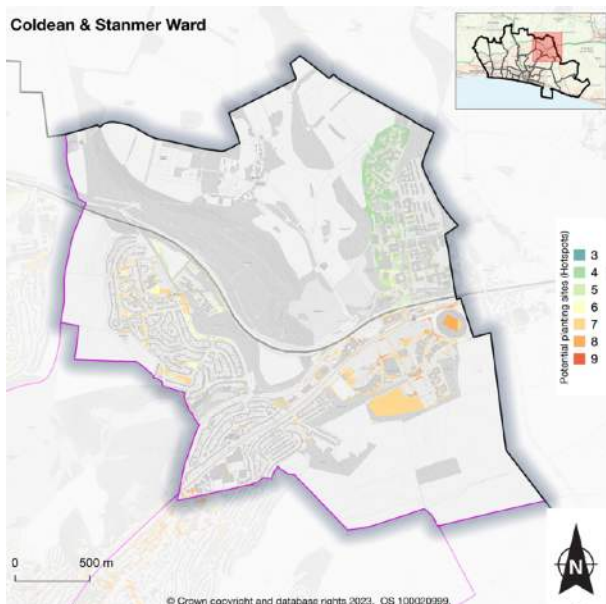 Coldean & Stanmer Ward
Potential planting sites (Hotspots)
3
4
5
6
7
8
9
N
0 500 m
© Crown copyright and database rights 2023. OS 100020999.